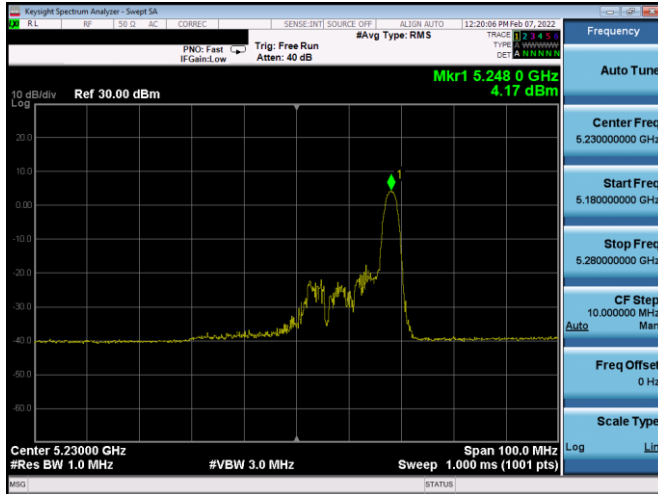 Keysight Spectrum Analyzer - Swept SA
RL RF 50 Ω AC CORREC SENSE:INT SOURCE OFF ALIGN AUTO 12:20:06 PM Feb 07, 2022
#Avg Type: RMS
TRACE 1 2 3 4 5 6
TYPE A WWWWW
DET A N N N N N
PNO: Fast
IFGain:Low
Trig: Free Run
Atten: 40 dB
Mkr1 5.248 0 GHz
4.17 dBm
10 dB/div
Log
Ref 30.00 dBm
20.0
10.0
0.00
-10.0
-20.0
-30.0
-40.0
-50.0
-60.0
1
Center 5.23000 GHz
#Res BW 1.0 MHz
#VBW 3.0 MHz
Span 100.0 MHz
Sweep 1.000 ms (1001 pts)
MSG
STATUS
Frequency
Auto Tune
Center Freq
5.230000000 GHz
Start Freq
5.180000000 GHz
Stop Freq
5.280000000 GHz
CF Step
10.000000 MHz
Auto Man
Freq Offset
0 Hz
Scale Type
Log Lin